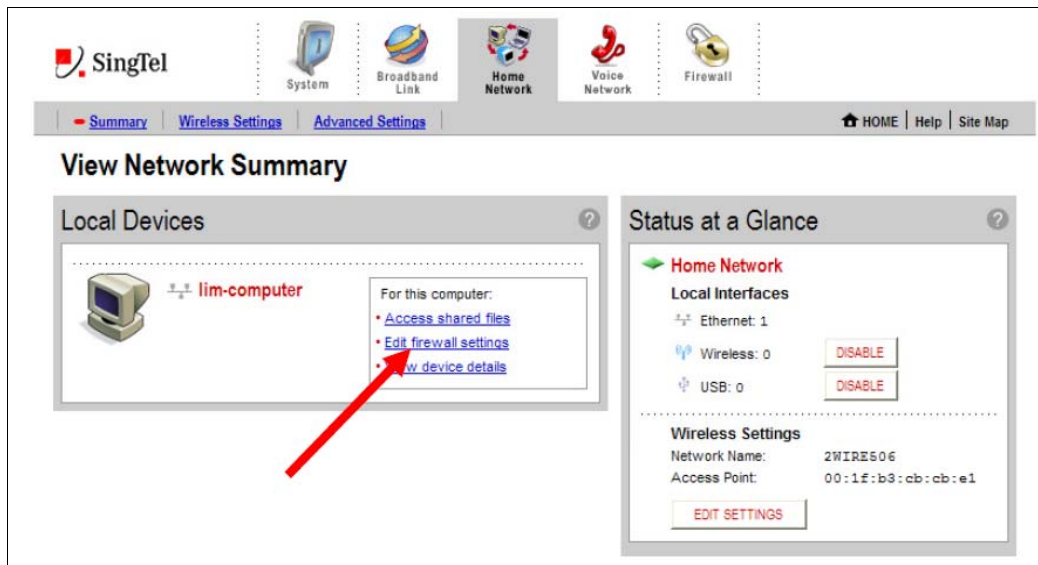 SingTel
System
Broadband
Link
Home
Network
Voice
Network
Firewall
Summary
Wireless Settings
Advanced Settings
HOME | Help | Site Map
View Network Summary
Local Devices
?
lim-computer
For this computer:
• Access shared files
• Edit firewall settings
device details
Status at a Glance
?
Home Network
Local Interfaces
Ethernet: 1
Wireless: 0
DISABLE
USB: 0
DISABLE
Wireless Settings
Network Name: 2WIRE506
Access Point: 00:1f:b3:cb:cb:e1
EDIT SETTINGS